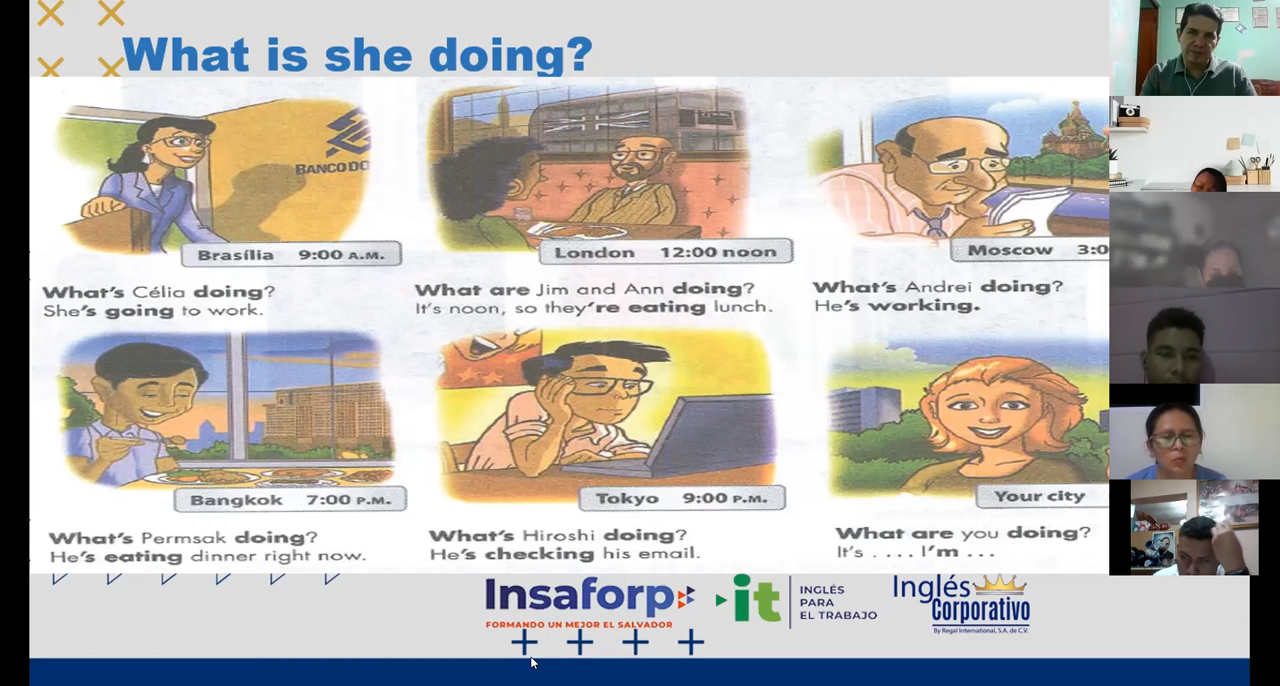 What is she doing?
BANCO DO
Brasília 9:00 A.M.
London 12:00 noon
Moscow 3:0
What's Célia doing?
She's going to work.
What are Jim and Ann doing?
It's noon, so they're eating lunch.
What's Andrei doing?
He's working.
Bangkok 7:00 P.M.
Tokyo 9:00 P.M.
Your city
What's Permsak doing?
He's eating dinner right now.
What's Hiroshi doing?
He's checking his email.
What are you doing?
It's .... I'm ...
Insaforp
FORMANDO UN MEJOR EL SALVADOR
it
INGLÉS
PARA
EL TRABAJO
Inglés
Corporativo
By Regal International, S.A. de C.V.